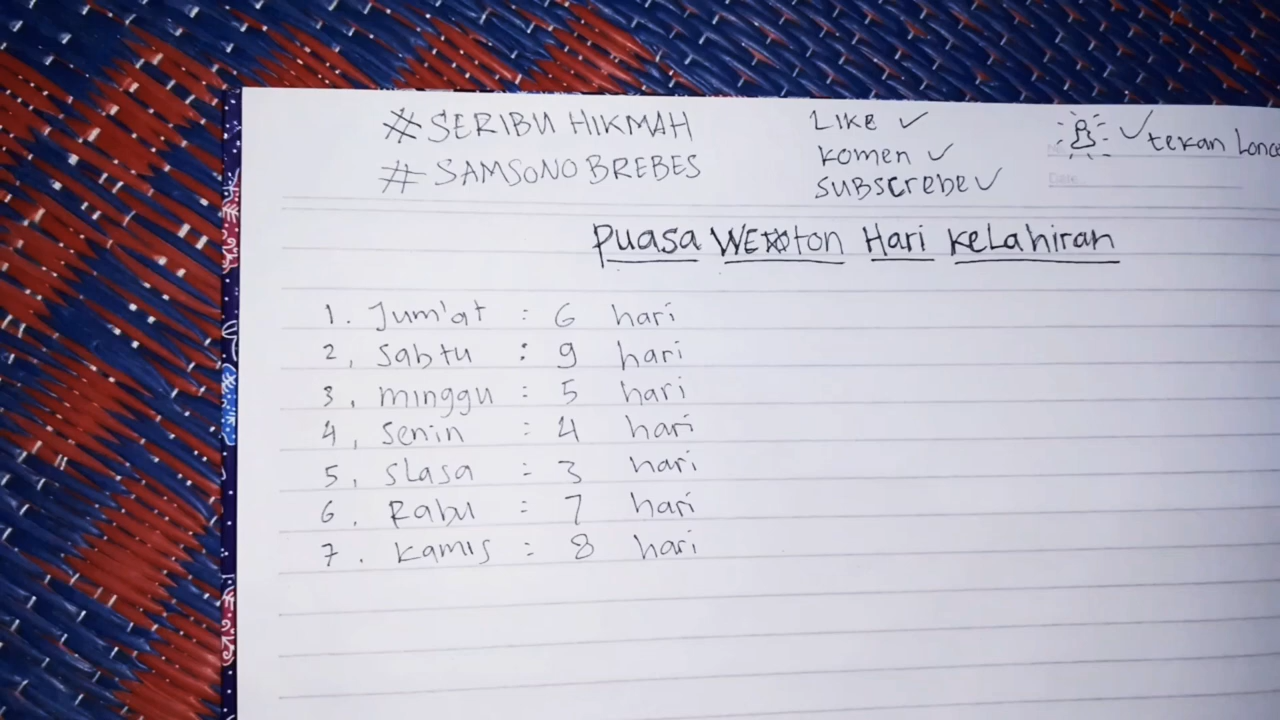 #SERIBU HIKMAH
#SAMSONO BREBES
LIKE ✓
Komen ✓
SUBSCREBE ✓
✓ tekan
Puasa WEton Hari KeLahiran
1. Jum'at : 6 hari
2, Sabtu : 9 hari
3, minggu : 5 hari
4, Senin : 4 hari
5, SLasa : 3 hari
6. Rabu : 7 hari
7. Kamis : 8 hari